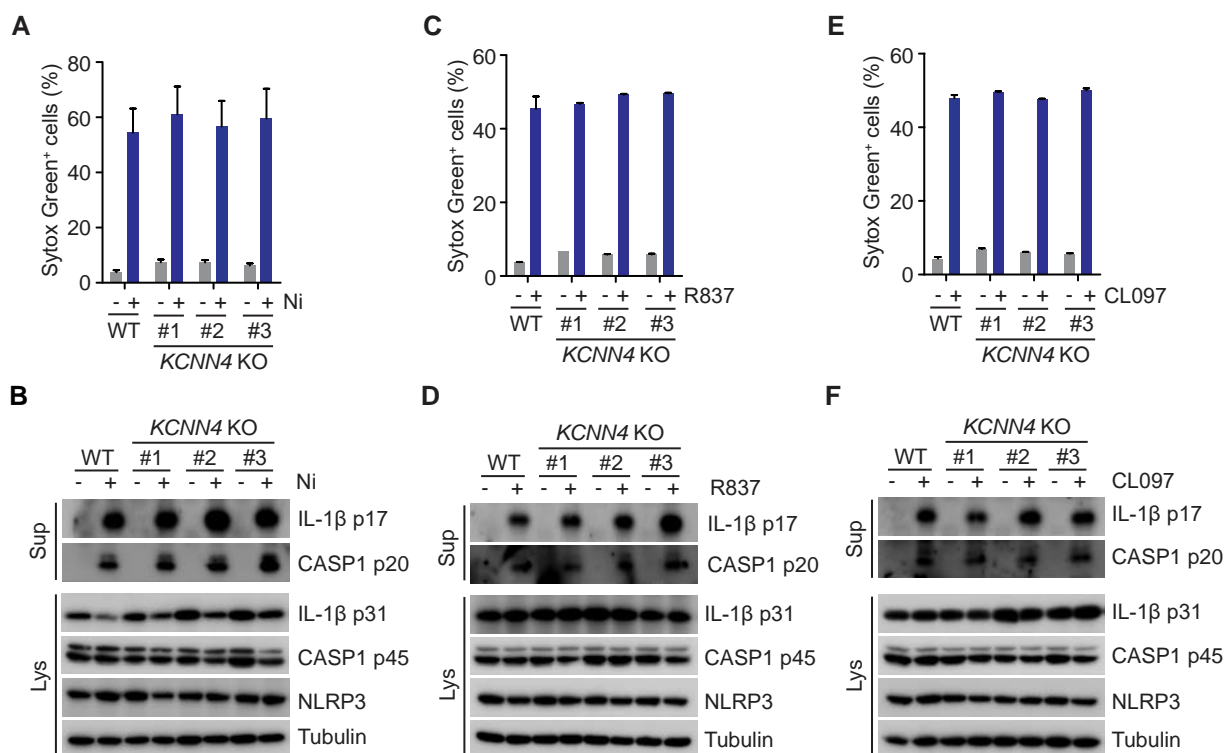 A
Sytox Green⁺ cells (%)
80
60
40
20
0
- + - + - + - + Ni
WT #1 #2 #3
KCNN4 KO
C
Sytox Green⁺ cells (%)
60
40
20
0
- + - + - + - + R837
WT #1 #2 #3
KCNN4 KO
E
Sytox Green⁺ cells (%)
60
40
20
0
- + - + - + - + CL097
WT #1 #2 #3
KCNN4 KO
B
KCNN4 KO
WT #1 #2 #3
- + - + - + - + Ni
Sup
IL-1β p17
CASP1 p20
Lys
IL-1β p31
CASP1 p45
NLRP3
Tubulin
D
KCNN4 KO
WT #1 #2 #3
- + - + - + - + R837
Sup
IL-1β p17
CASP1 p20
Lys
IL-1β p31
CASP1 p45
NLRP3
Tubulin
F
KCNN4 KO
WT #1 #2 #3
- + - + - + - + CL097
Sup
IL-1β p17
CASP1 p20
Lys
IL-1β p31
CASP1 p45
NLRP3
Tubulin